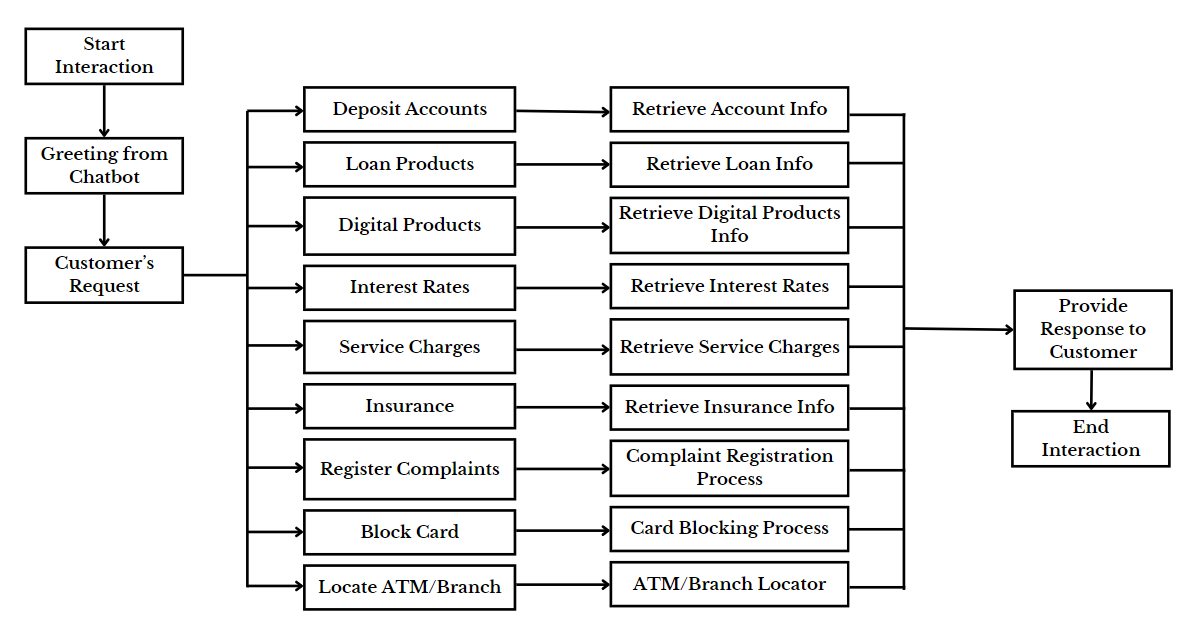 Start
Interaction
Greeting from
Chatbot
Customer's
Request
Deposit Accounts
Loan Products
Digital Products
Interest Rates
Service Charges
Insurance
Register Complaints
Block Card
Locate ATM/Branch
Retrieve Account Info
Retrieve Loan Info
Retrieve Digital Products
Info
Retrieve Interest Rates
Retrieve Service Charges
Retrieve Insurance Info
Complaint Registration
Process
Card Blocking Process
ATM/Branch Locator
Provide
Response to
Customer
End
Interaction